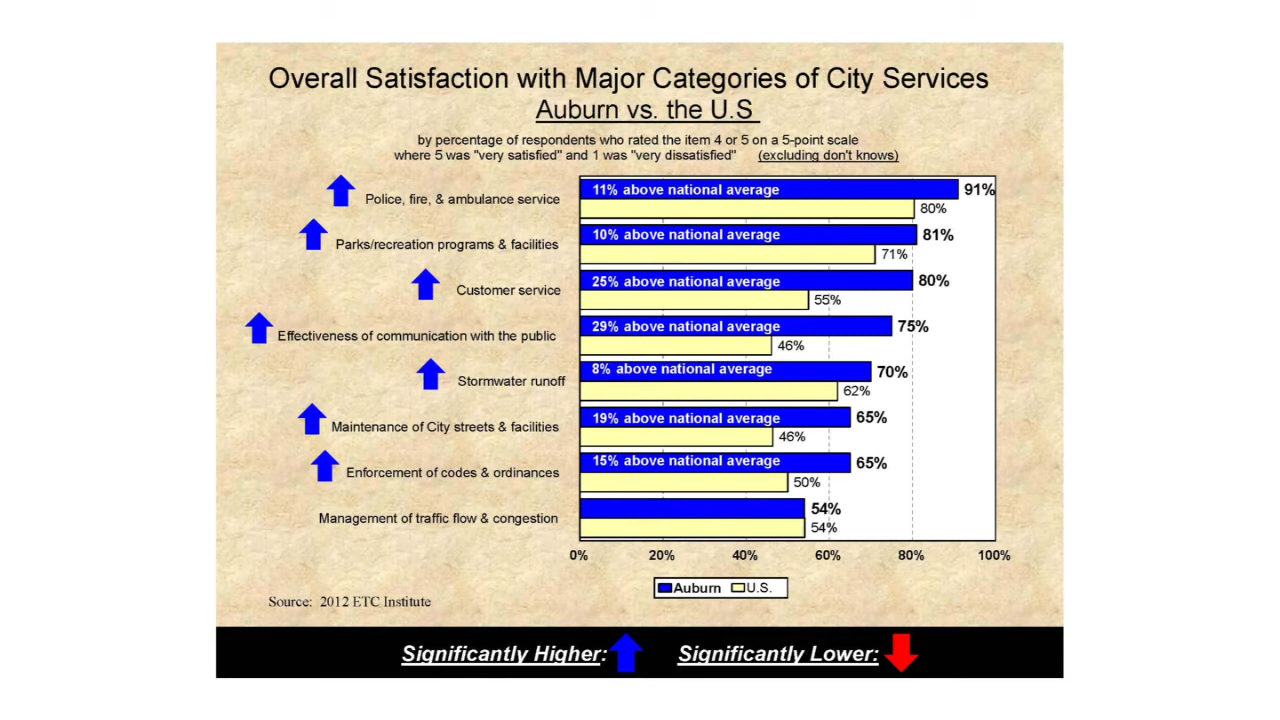 Overall Satisfaction with Major Categories of City Services
Auburn vs. the U.S
by percentage of respondents who rated the item 4 or 5 on a 5-point scale
where 5 was "very satisfied" and 1 was "very dissatisfied" (excluding don't knows)
Police, fire, & ambulance service
11% above national average
91%
80%
Parks/recreation programs & facilities
10% above national average
81%
71%
Customer service
25% above national average
80%
55%
Effectiveness of communication with the public
29% above national average
75%
46%
Stormwater runoff
8% above national average
70%
62%
Maintenance of City streets & facilities
19% above national average
65%
46%
Enforcement of codes & ordinances
15% above national average
65%
50%
Management of traffic flow & congestion
54%
54%
0% 20% 40% 60% 80% 100%
Auburn U.S.
Source: 2012 ETC Institute
Significantly Higher: Significantly Lower: